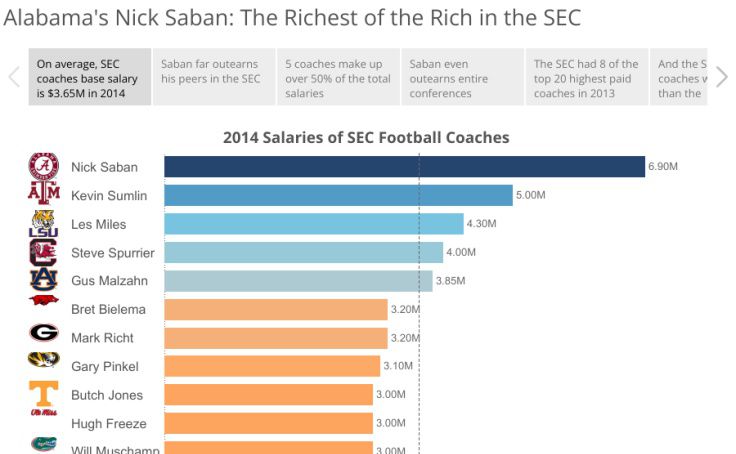 Alabama's Nick Saban: The Richest of the Rich in the SEC
On average, SEC
coaches base salary
is $3.65M in 2014
Saban far outearns
his peers in the SEC
5 coaches make up
over 50% of the total
salaries
Saban even
outearns entire
conferences
The SEC had 8 of the
top 20 highest paid
coaches in 2013
And the S
coaches w
than the
2014 Salaries of SEC Football Coaches
A
Nick Saban
6.90M
ATM
Kevin Sumlin
5.00M
LSU
Les Miles
4.30M
C
Steve Spurrier
4.00M
AU
Gus Malzahn
3.85M
Bret Bielema
3.20M
G
Mark Richt
3.20M
Gary Pinkel
3.10M
T
Butch Jones
3.00M
Ole Miss
Hugh Freeze
3.00M
Will Muschamp
3.00M